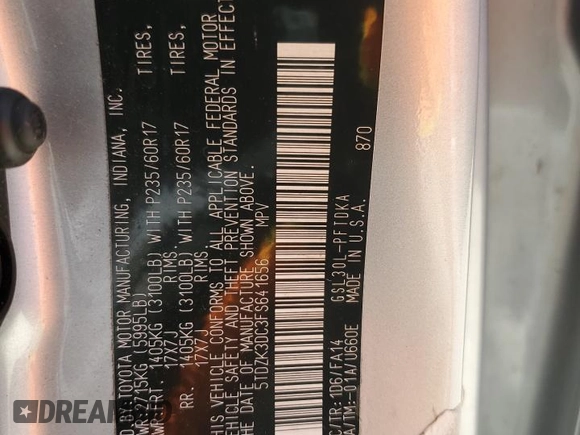 TOYOTA MOTOR MANUFACTURING, INDIANA, INC.
(5995LB)
1405KG (3100LB) WITH P235/60R17 TIRES,
17X7J RIMS.
RR. 1405KG (3100LB) WITH P235/60R17 TIRES,
17X7J RIMS.
THIS VEHICLE CONFORMS TO ALL APPLICABLE FEDERAL MOTOR
VEHICLE SAFETY AND THEFT PREVENTION STANDARDS IN EFFECT
ON THE DATE OF MANUFACTURE SHOWN ABOVE.
5TDZK3DC3FS641656 MPV
C/TR:1D6/FA14 GSL30L-PFTDKA 870
A/TM:-01A/U660E MADE IN U.S.A.
IDCARS